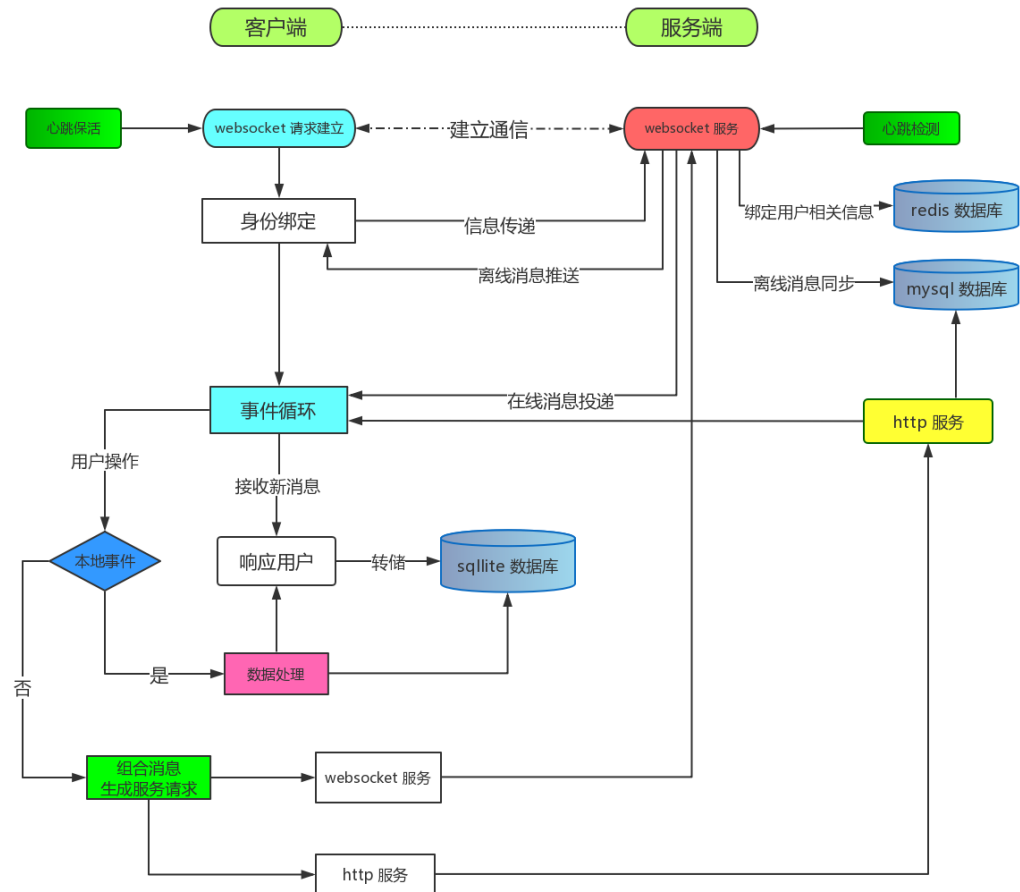 客户端
服务端
心跳保活
websocket 请求建立
建立通信
websocket 服务
心跳检测
身份绑定
信息传递
绑定用户相关信息
redis 数据库
离线消息推送
离线消息同步
mysql 数据库
事件循环
在线消息投递
http 服务
用户操作
接收新消息
本地事件
响应用户
转储
sqllite 数据库
是
数据处理
否
组合消息
生成服务请求
websocket 服务
http 服务